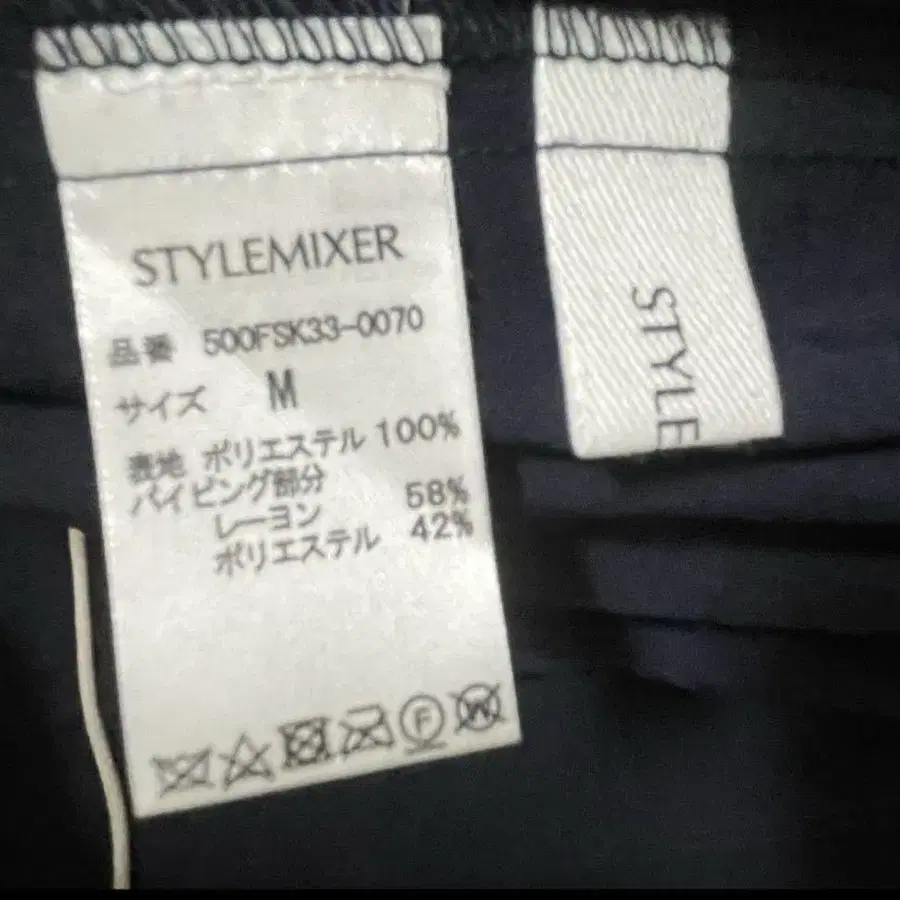 STYLEMIXER
品番 500FSK33-0070
サイズ M
表地 ポリエステル 100%
パイピング部分
レーヨン 58%
ポリエステル 42%
F
W
STYLE